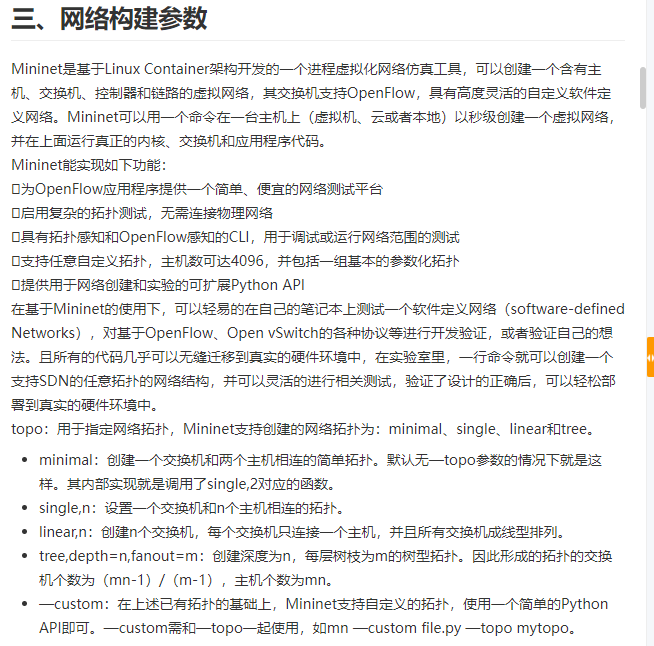 三、网络构建参数
Mininet是基于Linux Container架构开发的一个进程虚拟化网络仿真工具，可以创建一个含有主
机、交换机、控制器和链路的虚拟网络，其交换机支持OpenFlow，具有高度灵活的自定义软件定
义网络。Mininet可以用一个命令在一台主机上（虚拟机、云或者本地）以秒级创建一个虚拟网络，
并在上面运行真正的内核、交换机和应用程序代码。
Mininet能实现如下功能：
为OpenFlow应用程序提供一个简单、便宜的网络测试平台
启用复杂的拓扑测试，无需连接物理网络
具有拓扑感知和OpenFlow感知的CLI，用于调试或运行网络范围的测试
支持任意自定义拓扑，主机数可达4096，并包括一组基本的参数化拓扑
提供用于网络创建和实验的可扩展Python API
在基于Mininet的使用下，可以轻易的在自己的笔记本上测试一个软件定义网络（software-defined
Networks），对基于OpenFlow、Open vSwitch的各种协议等进行开发验证，或者验证自己的想
法。且所有的代码几乎可以无缝迁移到真实的硬件环境中，在实验室里，一行命令就可以创建一个
支持SDN的任意拓扑的网络结构，并可以灵活的进行相关测试，验证了设计的正确后，可以轻松部
署到真实的硬件环境中。
topo：用于指定网络拓扑，Mininet支持创建的网络拓扑为：minimal、single、linear和tree。
• minimal：创建一个交换机和两个主机相连的简单拓扑。默认无—topo参数的情况下就是这
样。其内部实现就是调用了single,2对应的函数。
• single,n：设置一个交换机和n个主机相连的拓扑。
• linear,n：创建n个交换机，每个交换机只连接一个主机，并且所有交换机成线型排列。
• tree,depth=n,fanout=m：创建深度为n，每层树枝为m的树型拓扑。因此形成的拓扑的交换
机个数为（mn-1）/（m-1），主机个数为mn。
• —custom：在上述已有拓扑的基础上，Mininet支持自定义的拓扑，使用一个简单的Python
API即可。—custom需和—topo一起使用，如mn —custom file.py —topo mytopo。